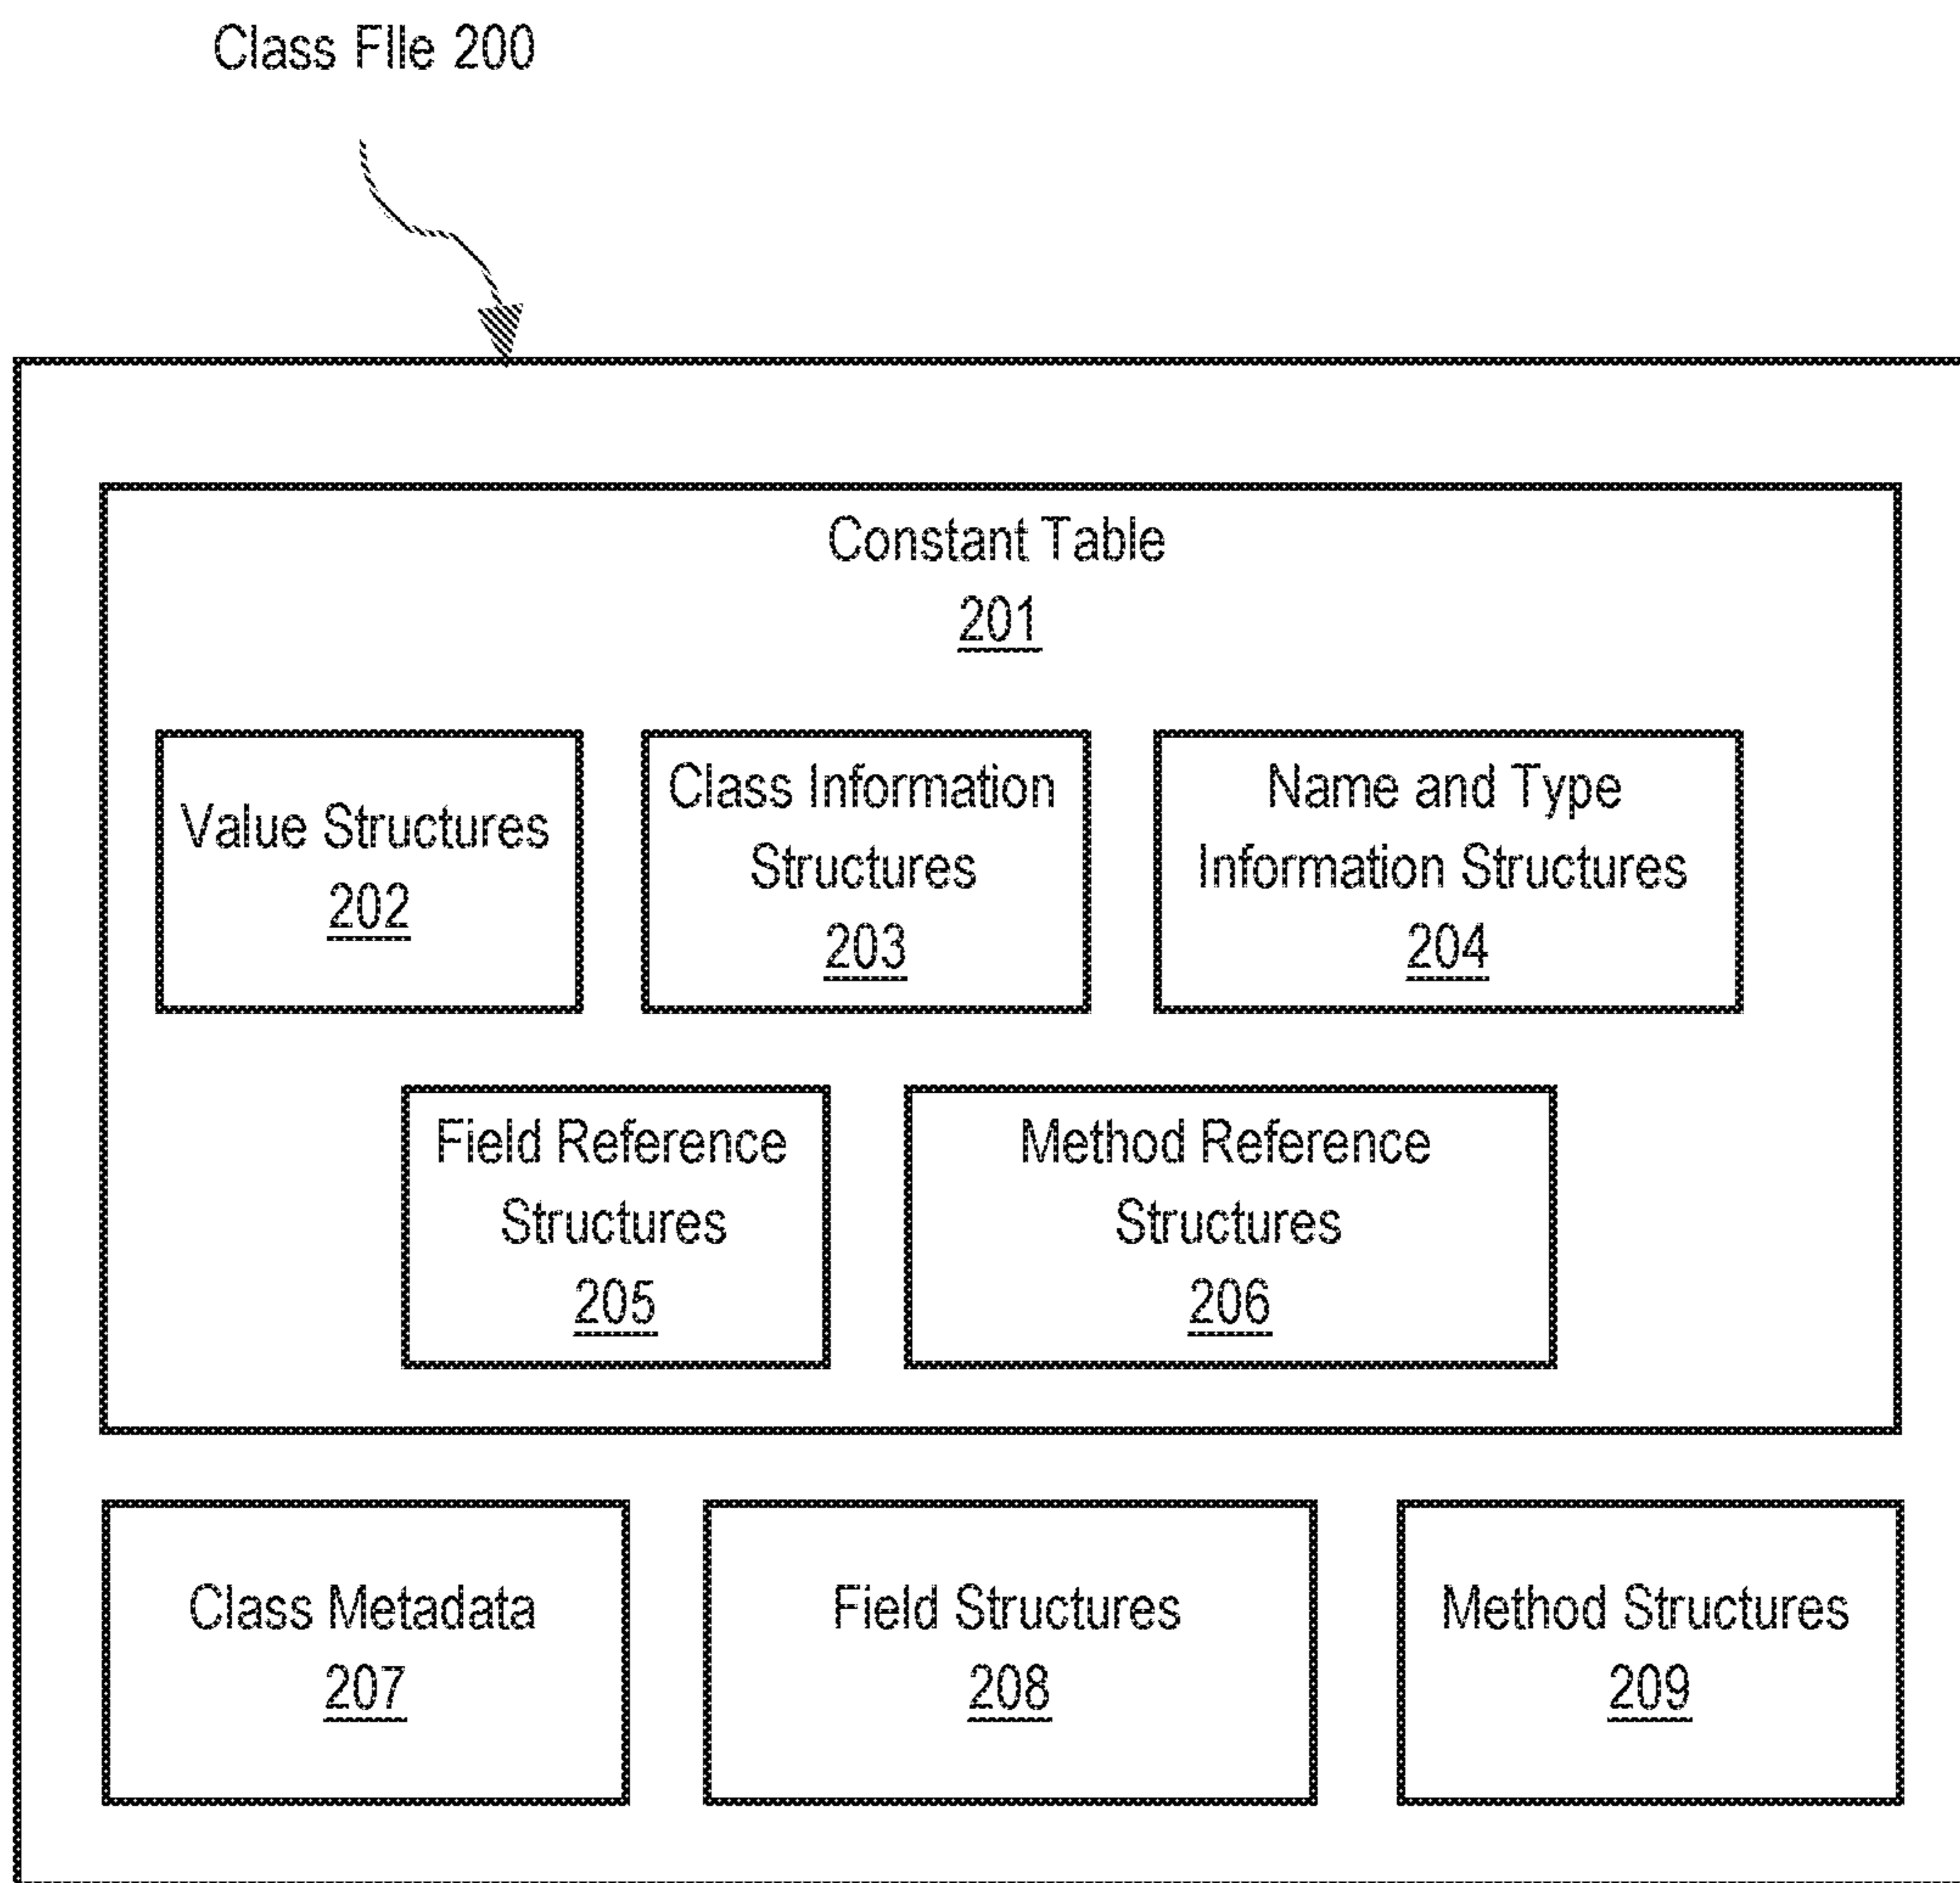 Class File 200
Constant Table
201
Value Structures
202
Class Information
Structures
203
Name and Type
Information Structures
204
Field Reference
Structures
205
Method Reference
Structures
206
Class Metadata
207
Field Structures
208
Method Structures
209